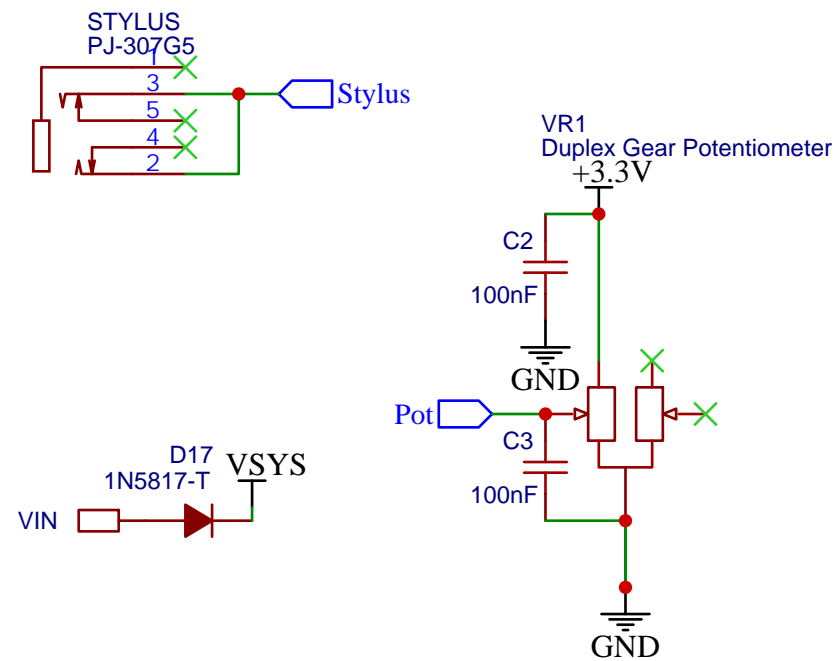 STYLUS
PJ-307G5
1
3
5
4
2
Stylus
VR1
Duplex Gear Potentiometer
+3.3V
C2
100nF
GND
Pot
C3
100nF
GND
D17
1N5817-T
VSYS
VIN